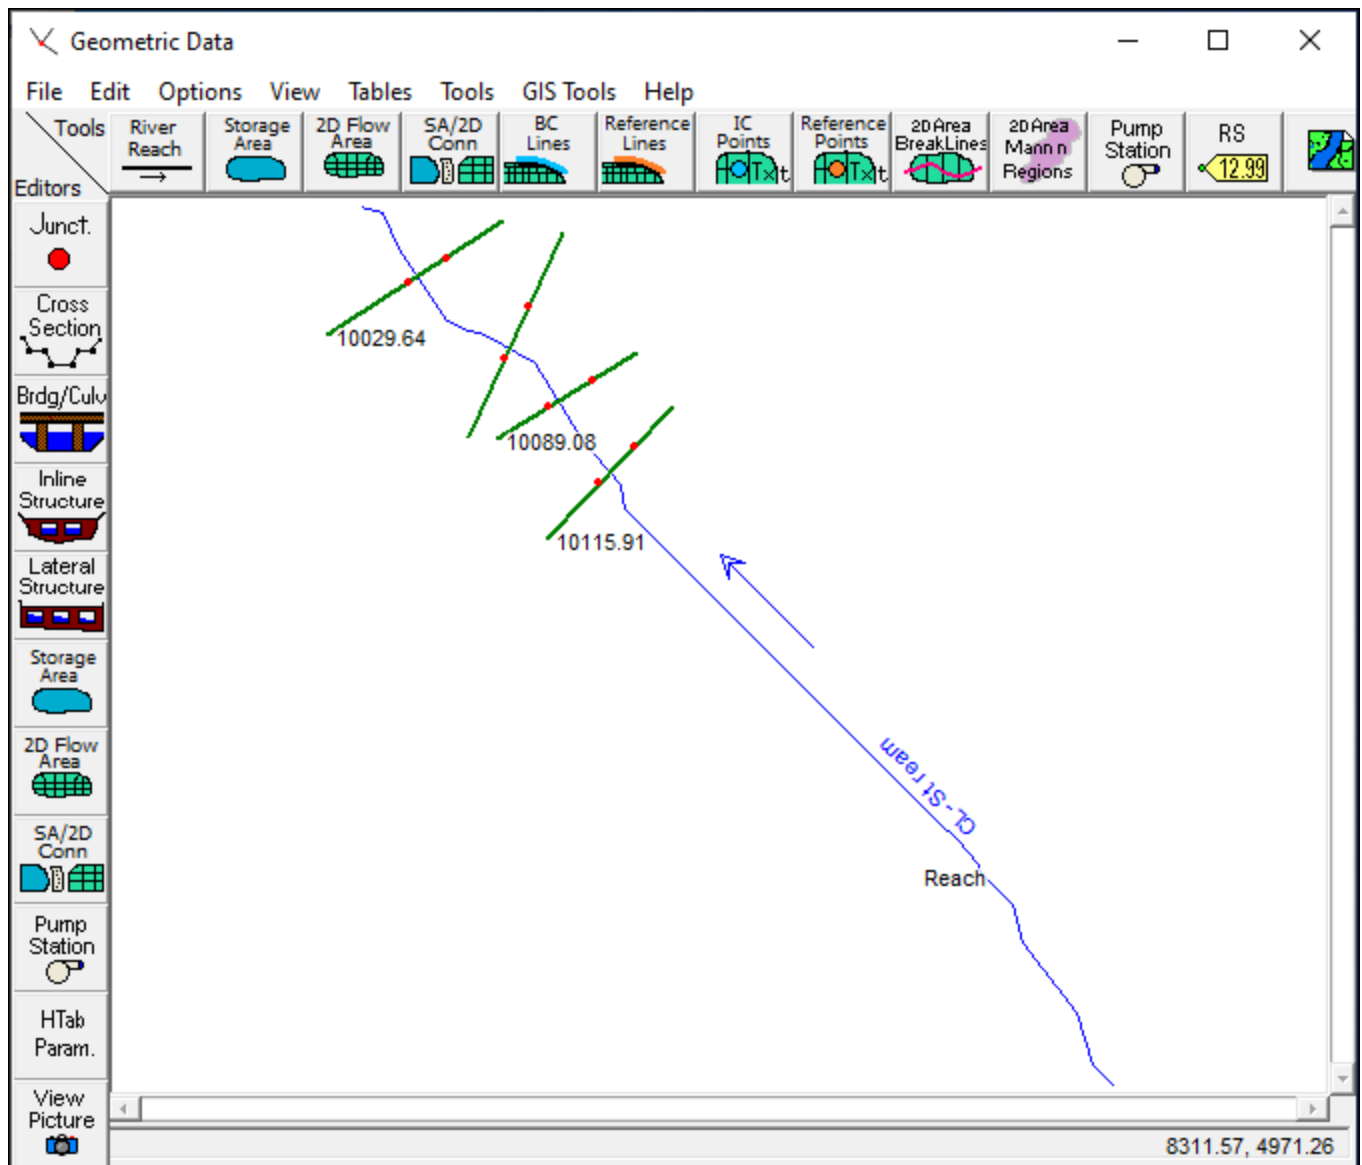 Geometric Data
File Edit Options View Tables Tools GIS Tools Help
Tools
Editors
River
Reach
Storage
Area
2D Flow
Area
SA/2D
Conn
BC
Lines
Reference
Lines
IC
Points
Reference
Points
2D Area
BreakLines
2D Area
Mann n
Regions
Pump
Station
RS
12.99
Junct.
Cross
Section
Brdg/Culv
Inline
Structure
Lateral
Structure
Storage
Area
2D Flow
Area
SA/2D
Conn
Pump
Station
HTab
Param.
View
Picture
10029.64
10089.08
10115.91
CL-Stream
Reach
8311.57, 4971.26